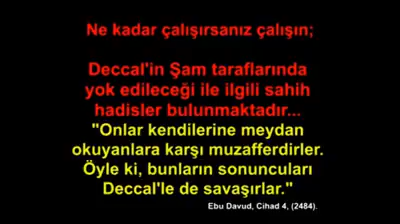 Ne kadar çalışırsanız çalışın;
Deccal'in Şam taraflarında
yok edileceği ile ilgili sahih
hadisler bulunmaktadır...
"Onlar kendilerine meydan
okuyanlara karşı muzafferdirler.
Öyle ki, bunların sonuncuları
Deccal'le de savaşırlar."
Ebu Davud, Cihad 4, (2484).